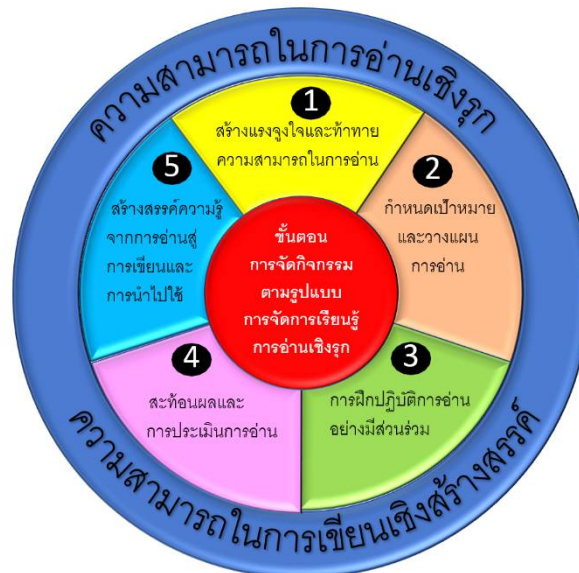 ความสามารถในการอ่านเชิงรุก
1
สร้างแรงจูงใจและท้าทาย
ความสามารถในการอ่าน
2
กำหนดเป้าหมาย
และวางแผน
การอ่าน
3
การฝึกปฏิบัติการอ่าน
อย่างมีส่วนร่วม
4
สะท้อนผลและ
การประเมินการอ่าน
5
สร้างสรรค์ความรู้
จากการอ่านสู่
การเขียนและ
การนำไปใช้
ขั้นตอน
การจัดกิจกรรม
ตามรูปแบบ
การจัดการเรียนรู้
การอ่านเชิงรุก
ความสามารถในการเขียนเชิงสร้างสรรค์